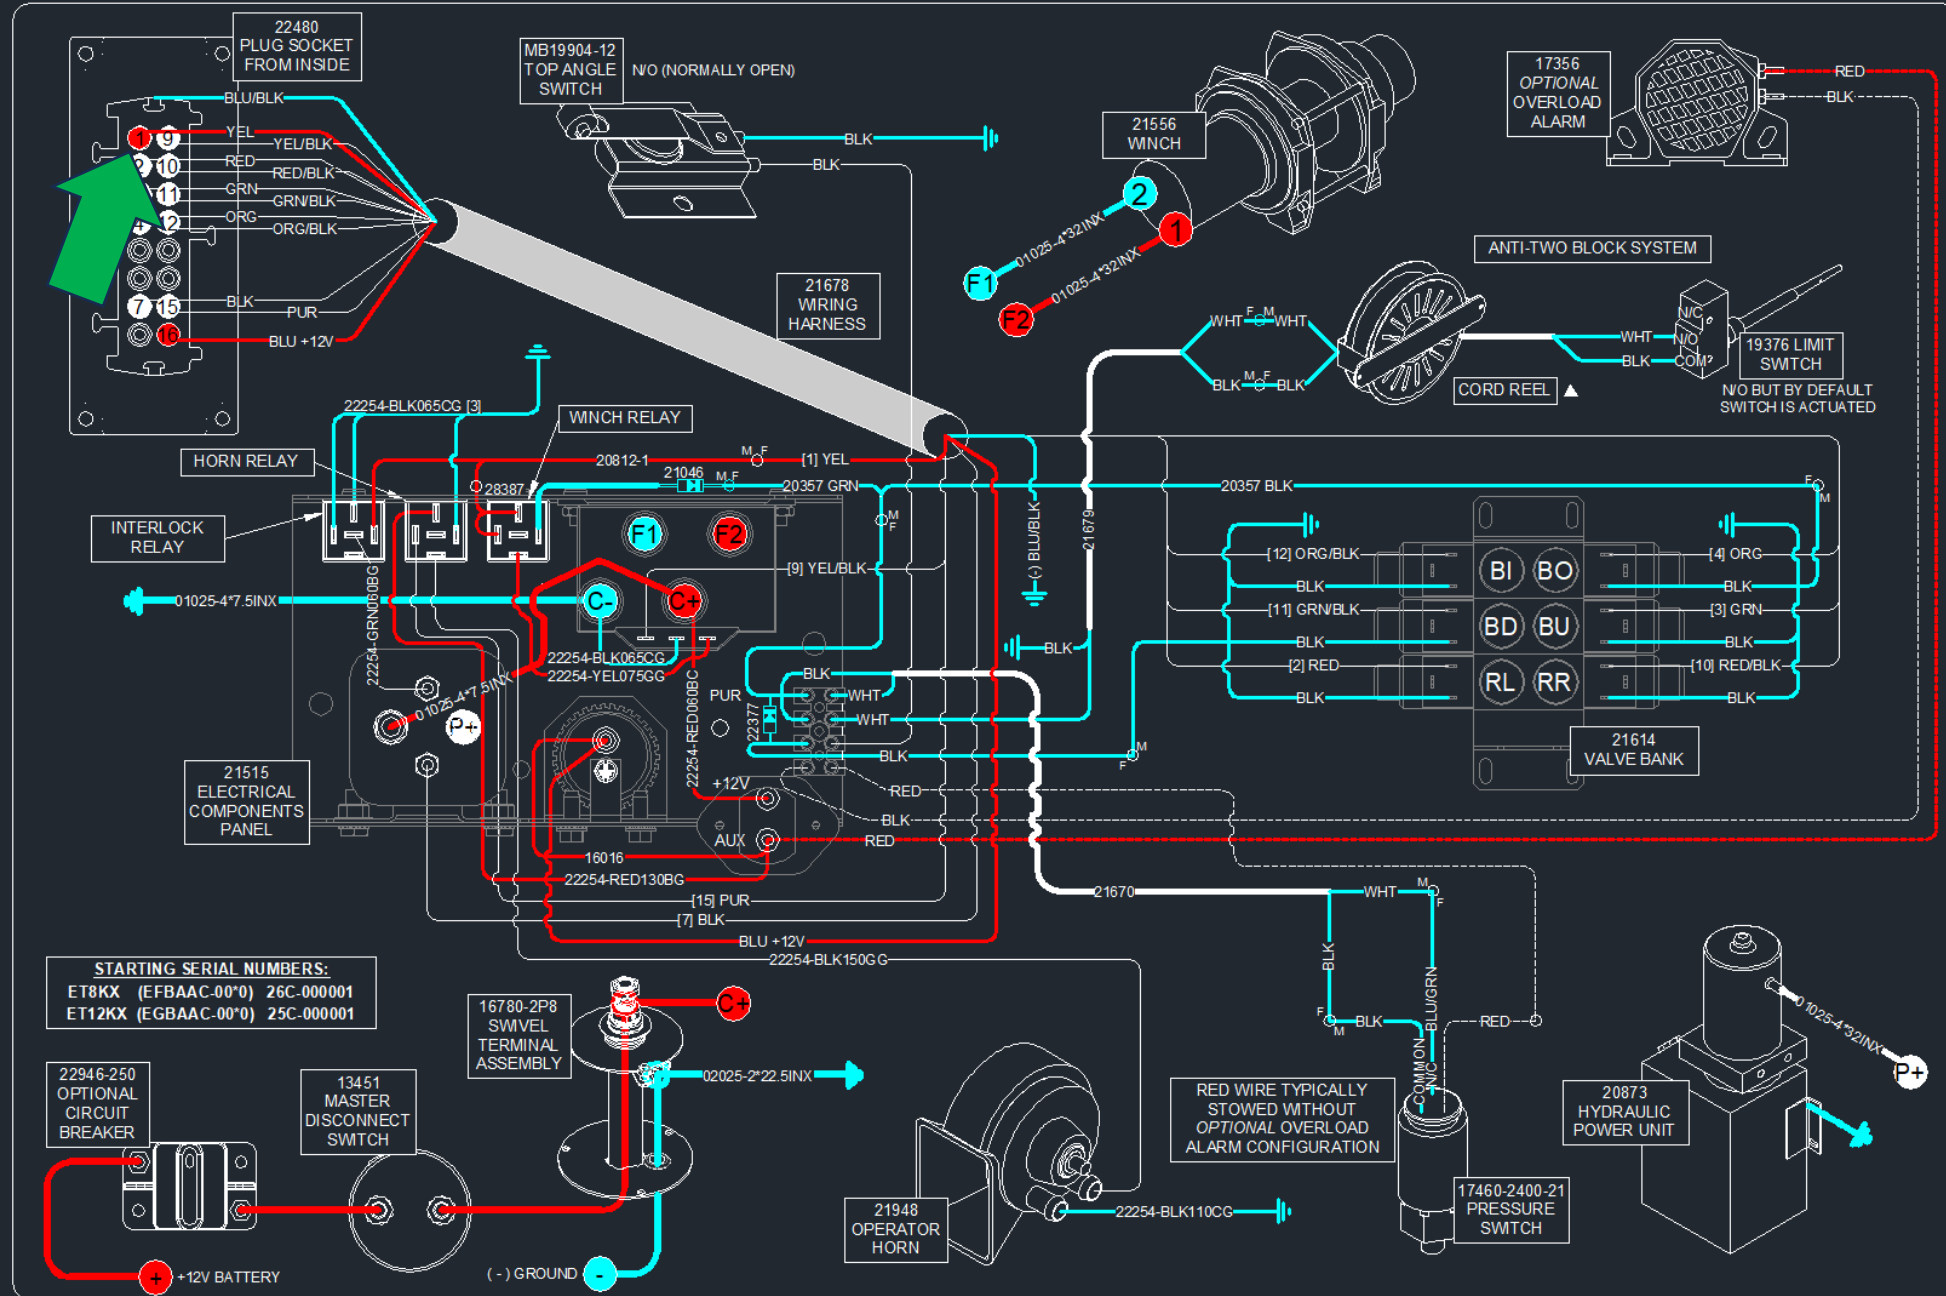 22480
PLUG SOCKET
FROM INSIDE
BLU/BLK
1
9
YEL
YEL/BLK
10
RED
RED/BLK
11
GRN
GRN/BLK
ORG
ORG/BLK
7
15
BLK
PUR
16
BLU +12V
MB19904-12
TOP ANGLE
SWITCH
N/O (NORMALLY OPEN)
BLK
BLK
21556
WINCH
2
1
01025-4*32INX
01025-4*32INX
F1
F2
17356
OPTIONAL
OVERLOAD
ALARM
RED
BLK
21678
WIRING
HARNESS
ANTI-TWO BLOCK SYSTEM
WHT F M WHT
BLK M F BLK
CORD REEL
WHT
BLK
N/C
N/O
COM?
19376 LIMIT
SWITCH
N/O BUT BY DEFAULT
SWITCH IS ACTUATED
22254-BLK065CG [3]
WINCH RELAY
HORN RELAY
INTERLOCK
RELAY
20812-1
M F
[1] YEL
21046
M F
28387
20357 GRN
M
F
20357 BLK
F
M
F1
F2
C-
C+
[9] YEL/BLK
(-) BLU/BLK
21679
01025-4*7.5INX
22254-GRN060BG
22254-BLK065CG
22254-YEL075GG
01025-4*7.5INX
P+
22254-RED060BC
PUR
22377
BLK
WHT
WHT
BLK
BLK
M
F
[12] ORG/BLK
BLK
[11] GRN/BLK
BLK
[2] RED
BLK
BI
BO
BD
BU
RL
RR
[4] ORG
BLK
[3] GRN
BLK
[10] RED/BLK
BLK
21614
VALVE BANK
21515
ELECTRICAL
COMPONENTS
PANEL
+12V
AUX
RED
BLK
RED
16016
22254-RED130BG
[15] PUR
[7] BLK
BLU +12V
22254-BLK150GG
21670
WHT
M
F
BLK
BLU/GRN
F
M
BLK
RED
COMMON
N/C
STARTING SERIAL NUMBERS:
ET8KX (EFBAAC-00*0) 26C-000001
ET12KX (EGBAAC-00*0) 25C-000001
16780-2P8
SWIVEL
TERMINAL
ASSEMBLY
C+
02025-2*22.5INX
22946-250
OPTIONAL
CIRCUIT
BREAKER
13451
MASTER
DISCONNECT
SWITCH
+
+12V BATTERY
(-) GROUND
-
21948
OPERATOR
HORN
22254-BLK110CG
RED WIRE TYPICALLY
STOWED WITHOUT
OPTIONAL OVERLOAD
ALARM CONFIGURATION
17460-2400-21
PRESSURE
SWITCH
20873
HYDRAULIC
POWER UNIT
01025-4*32INX
P+